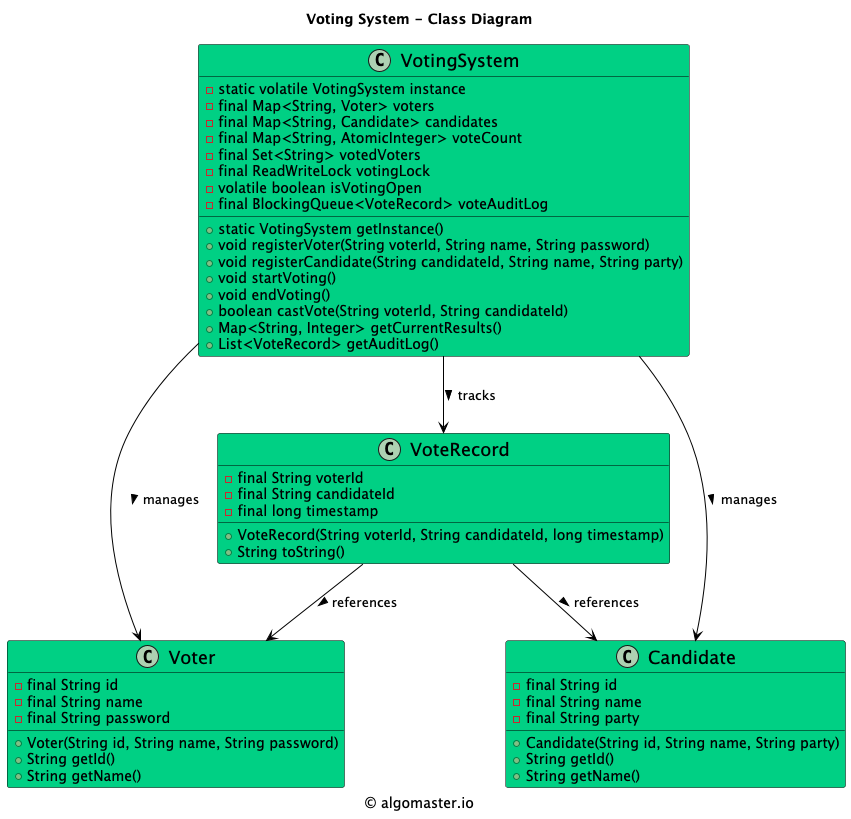 Voting System - Class Diagram
C VotingSystem
static volatile VotingSystem instance
final Map<String, Voter> voters
final Map<String, Candidate> candidates
final Map<String, AtomicInteger> voteCount
final Set<String> votedVoters
final ReadWriteLock votingLock
volatile boolean isVotingOpen
final BlockingQueue<VoteRecord> voteAuditLog
static VotingSystem getInstance()
void registerVoter(String voterId, String name, String password)
void registerCandidate(String candidateId, String name, String party)
void startVoting()
void endVoting()
boolean castVote(String voterId, String candidateId)
Map<String, Integer> getCurrentResults()
List<VoteRecord> getAuditLog()
tracks
C VoteRecord
final String voterId
final String candidateId
final long timestamp
VoteRecord(String voterId, String candidateId, long timestamp)
String toString()
manages
manages
references
references
C Voter
final String id
final String name
final String password
Voter(String id, String name, String password)
String getId()
String getName()
C Candidate
final String id
final String name
final String party
Candidate(String id, String name, String party)
String getId()
String getName()
© algomaster.io